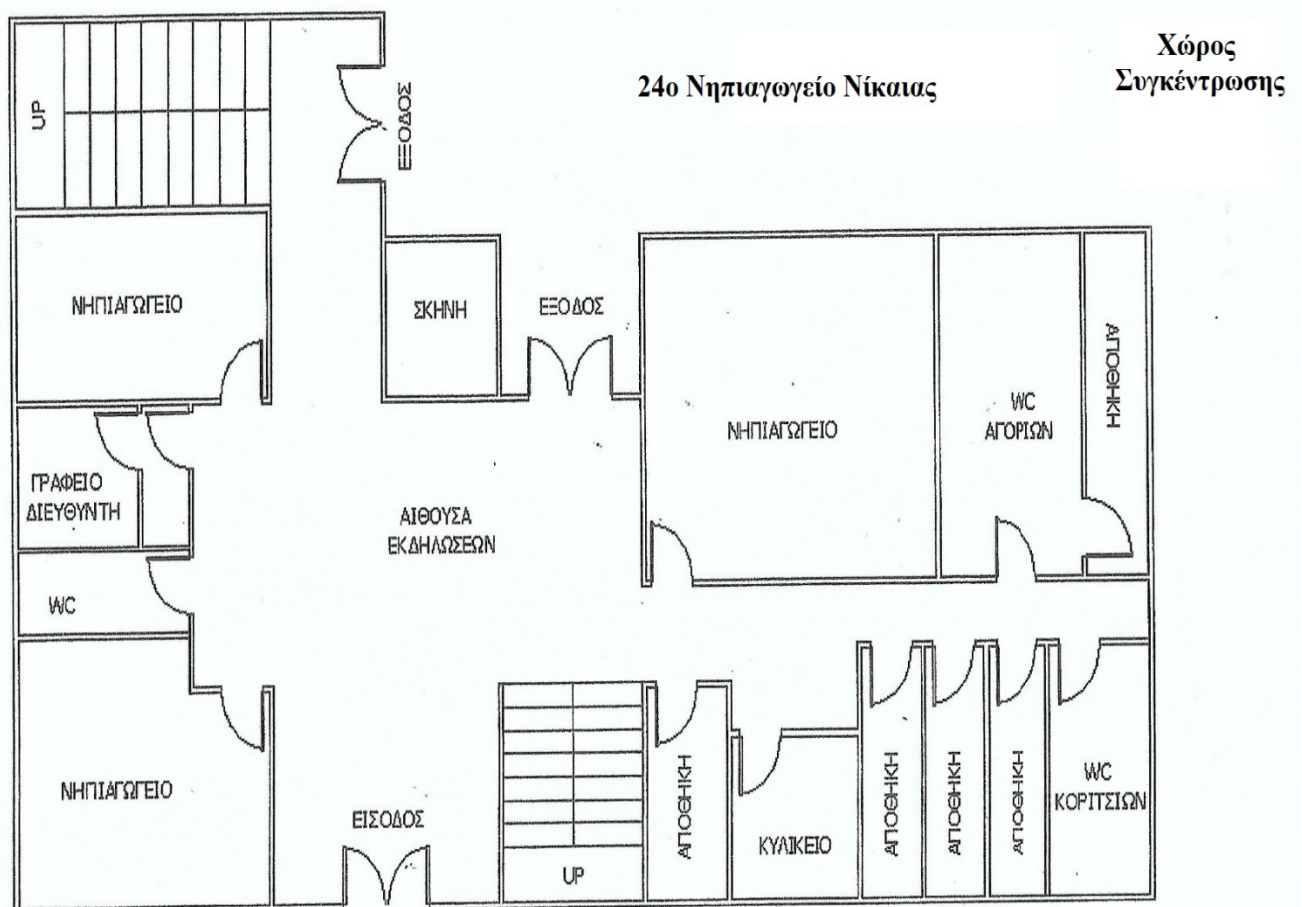 24ο Νηπιαγωγείο Νίκαιας
Χώρος
Συγκέντρωσης
UP
ΕΞΟΔΟΣ
ΝΗΠΙΑΓΩΓΕΙΟ
ΣΚΗΝΗ
ΕΞΟΔΟΣ
ΑΠΟΘΗΚΗ
WC
ΑΓΟΡΙΩΝ
ΝΗΠΙΑΓΩΓΕΙΟ
ΓΡΑΦΕΙΟ
ΔΙΕΥΘΥΝΤΗ
ΑΙΘΟΥΣΑ
ΕΚΔΗΛΩΣΕΩΝ
WC
ΝΗΠΙΑΓΩΓΕΙΟ
ΕΙΣΟΔΟΣ
UP
ΑΠΟΘΗΚΗ
ΚΥΛΙΚΕΙΟ
ΑΠΟΘΗΚΗ
ΑΠΟΘΗΚΗ
ΑΠΟΘΗΚΗ
WC
ΚΟΡΙΤΣΙΩΝ